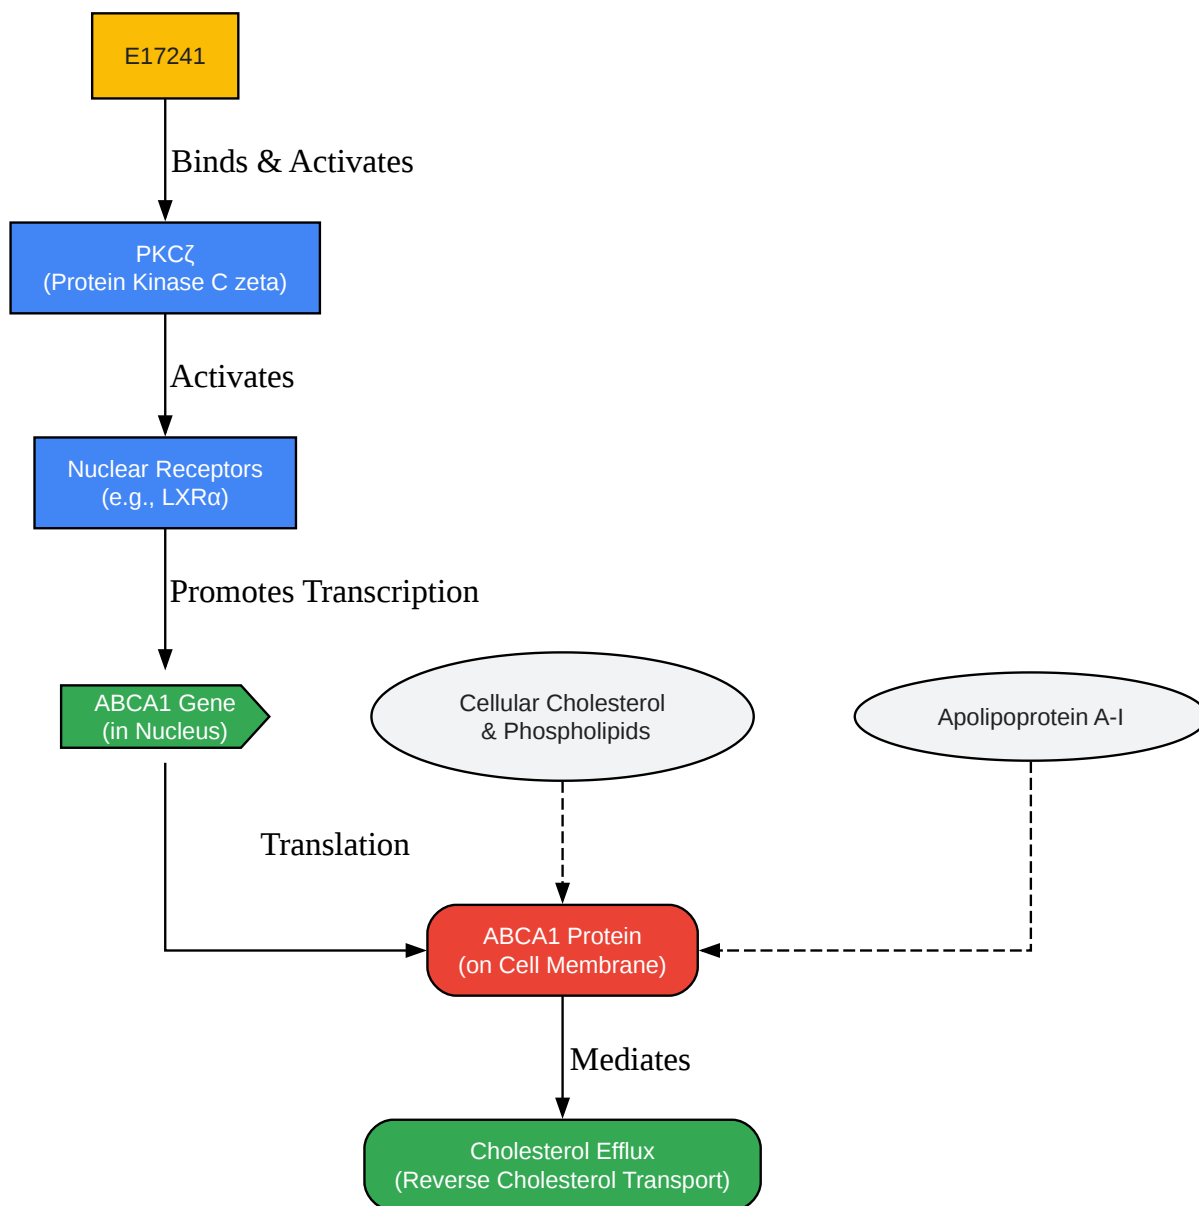 E17241
Binds & Activates
PKCζ
(Protein Kinase C zeta)
Activates
Nuclear Receptors
(e.g., LXRα)
Promotes Transcription
ABCA1 Gene
(in Nucleus)
Cellular Cholesterol
& Phospholipids
Apolipoprotein A-I
Translation
ABCA1 Protein
(on Cell Membrane)
Mediates
Cholesterol Efflux
(Reverse Cholesterol Transport)